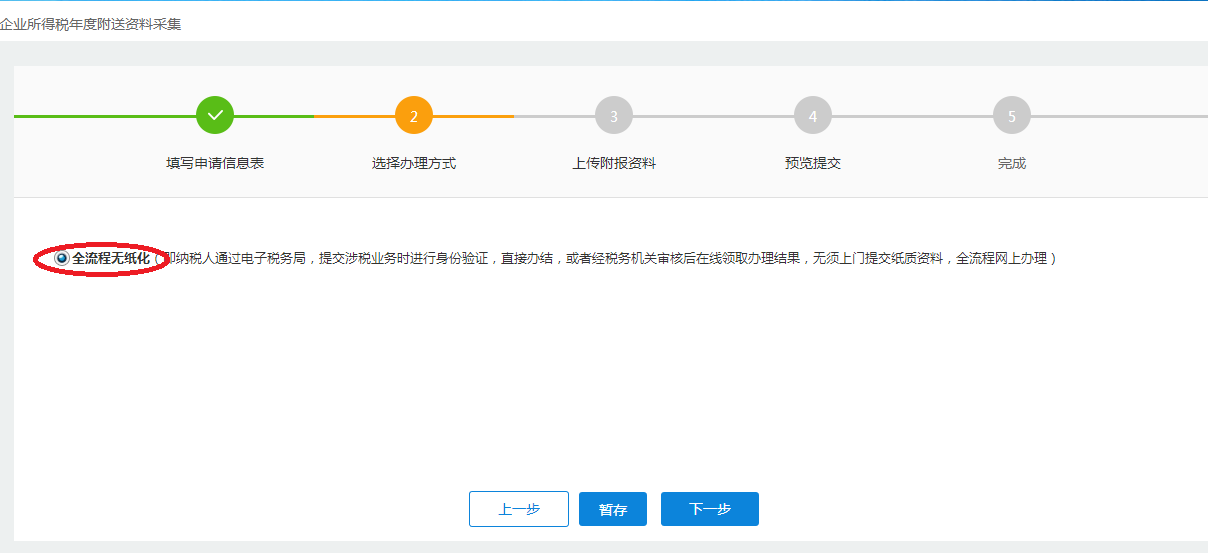 企业所得税年度附送资料采集
2
3
4
5
填写申请信息表
选择办理方式
上传附报资料
预览提交
完成
全流程无纸化（即纳税人通过电子税务局，提交涉税业务时进行身份验证，直接办结，或者经税务机关审核后在线领取办理结果，无须上门提交纸质资料，全流程网上办理）
上一步
暂存
下一步